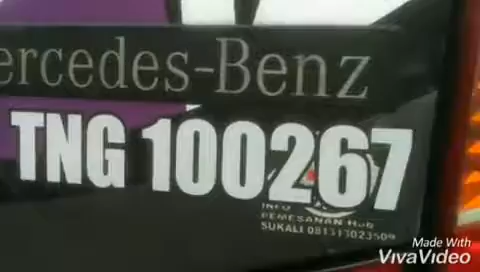 ercedes-Benz
TNG 100267
INFO
PEMESANAN HUB
SUKALI 081317023509
Made With
VivaVideo